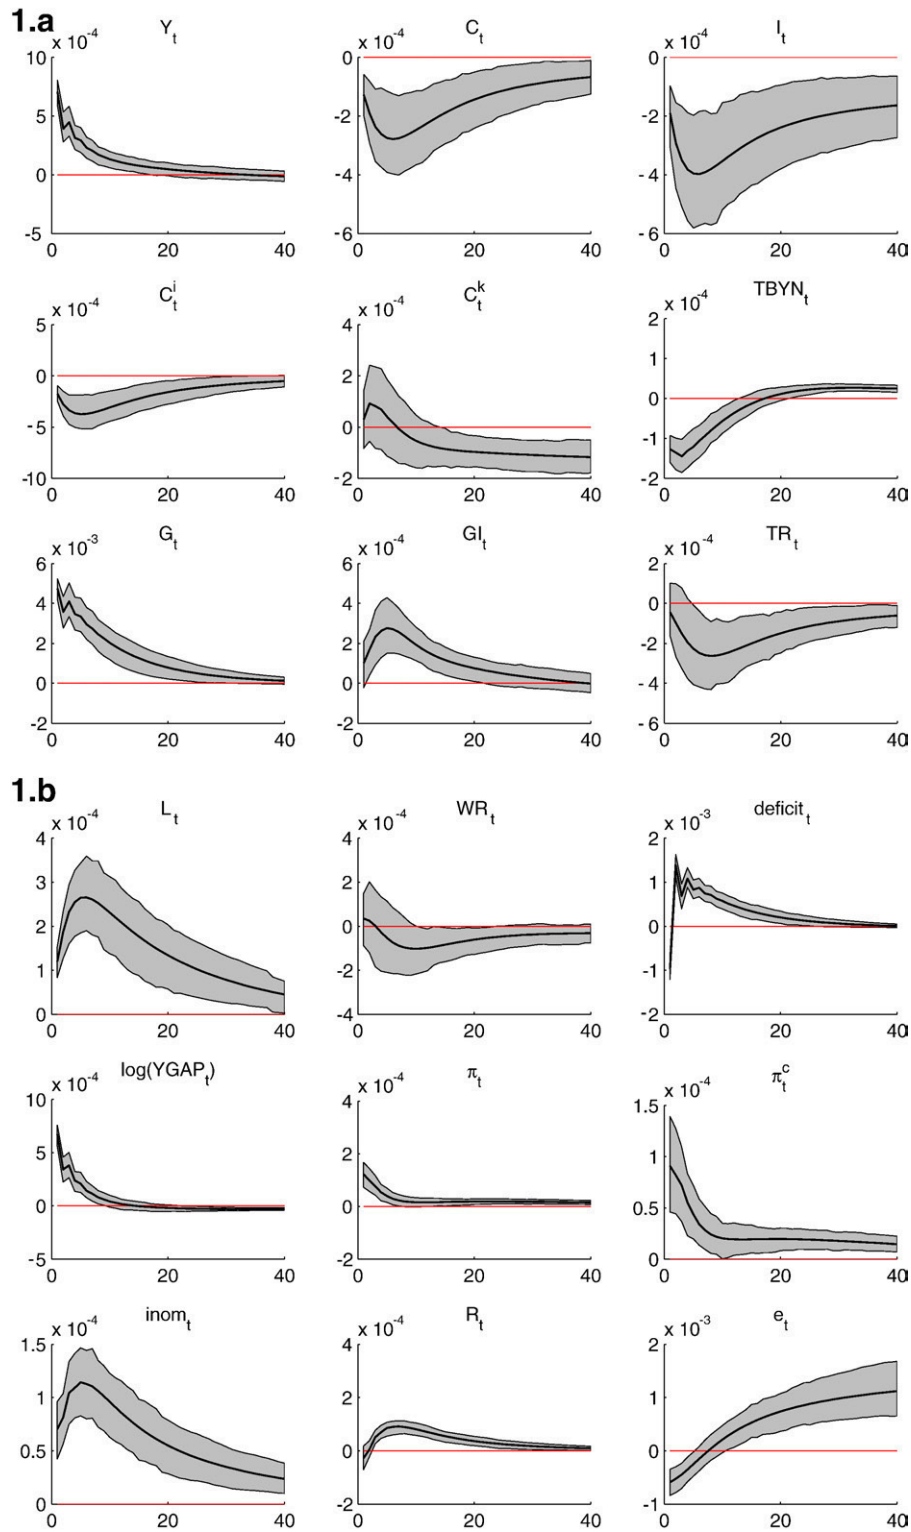 1.a
x 10^-4 Y_t
x 10^-4 C_t
x 10^-4 I_t
10
5
0
-5
0 20 40
0
-2
-4
-6
0 20 40
0
-2
-4
-6
0 20 40
x 10^-4 C_t^i
x 10^-4 C_t^k
x 10^-4 TBYN_t
5
0
-5
-10
0 20 40
4
2
0
-2
0 20 40
2
1
0
-1
-2
0 20 40
x 10^-3 G_t
x 10^-4 GI_t
x 10^-4 TR_t
6
4
2
0
-2
0 20 40
6
4
2
0
-2
0 20 40
2
0
-2
-4
-6
0 20 40
1.b
x 10^-4 L_t
x 10^-4 WR_t
x 10^-3 deficit_t
4
3
2
1
0
0 20 40
4
2
0
-2
-4
0 20 40
2
1
0
-1
-2
0 20 40
x 10^-4 log(YGAP_t)
x 10^-4 π_t
x 10^-4 π_t^c
10
5
0
-5
0 20 40
4
2
0
-2
0 20 40
1.5
1
0.5
0
0 20 40
x 10^-4 inom_t
x 10^-4 R_t
x 10^-3 e_t
1.5
1
0.5
0
0 20 40
4
2
0
-2
0 20 40
2
1
0
-1
0 20 40